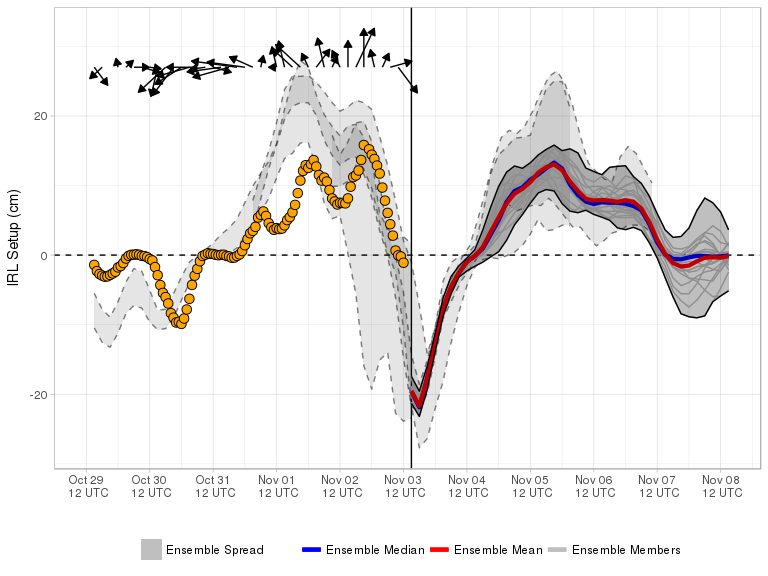 IRL Setup (cm)
20
0
-20
Oct 29 Oct 30 Oct 31 Nov 01 Nov 02 Nov 03 Nov 04 Nov 05 Nov 06 Nov 07 Nov 08
12 UTC 12 UTC 12 UTC 12 UTC 12 UTC 12 UTC 12 UTC 12 UTC 12 UTC 12 UTC 12 UTC
Ensemble Spread Ensemble Median Ensemble Mean Ensemble Members